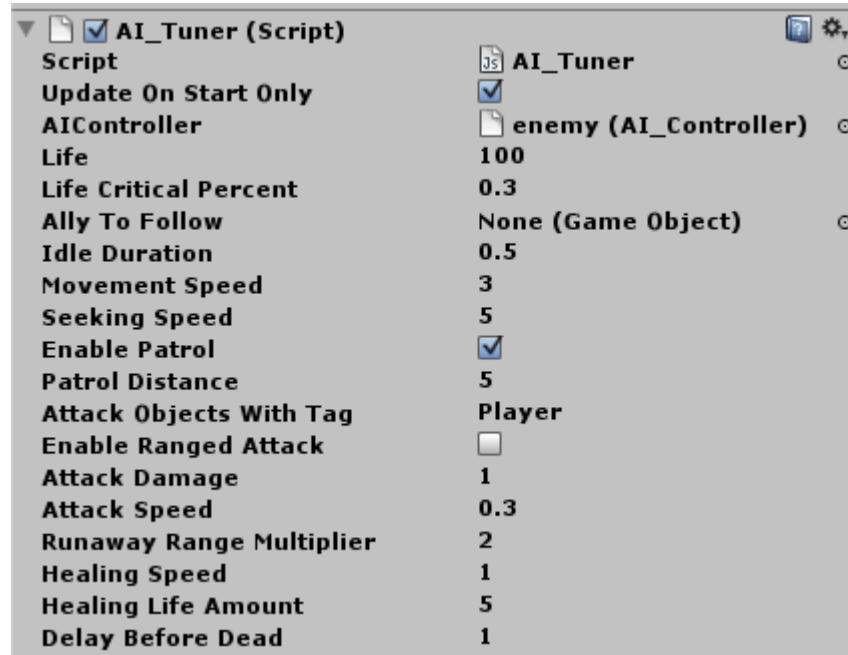 AI_Tuner (Script)
Script JS AI_Tuner
Update On Start Only
AIController enemy (AI_Controller)
Life 100
Life Critical Percent 0.3
Ally To Follow None (Game Object)
Idle Duration 0.5
Movement Speed 3
Seeking Speed 5
Enable Patrol
Patrol Distance 5
Attack Objects With Tag Player
Enable Ranged Attack
Attack Damage 1
Attack Speed 0.3
Runaway Range Multiplier 2
Healing Speed 1
Healing Life Amount 5
Delay Before Dead 1